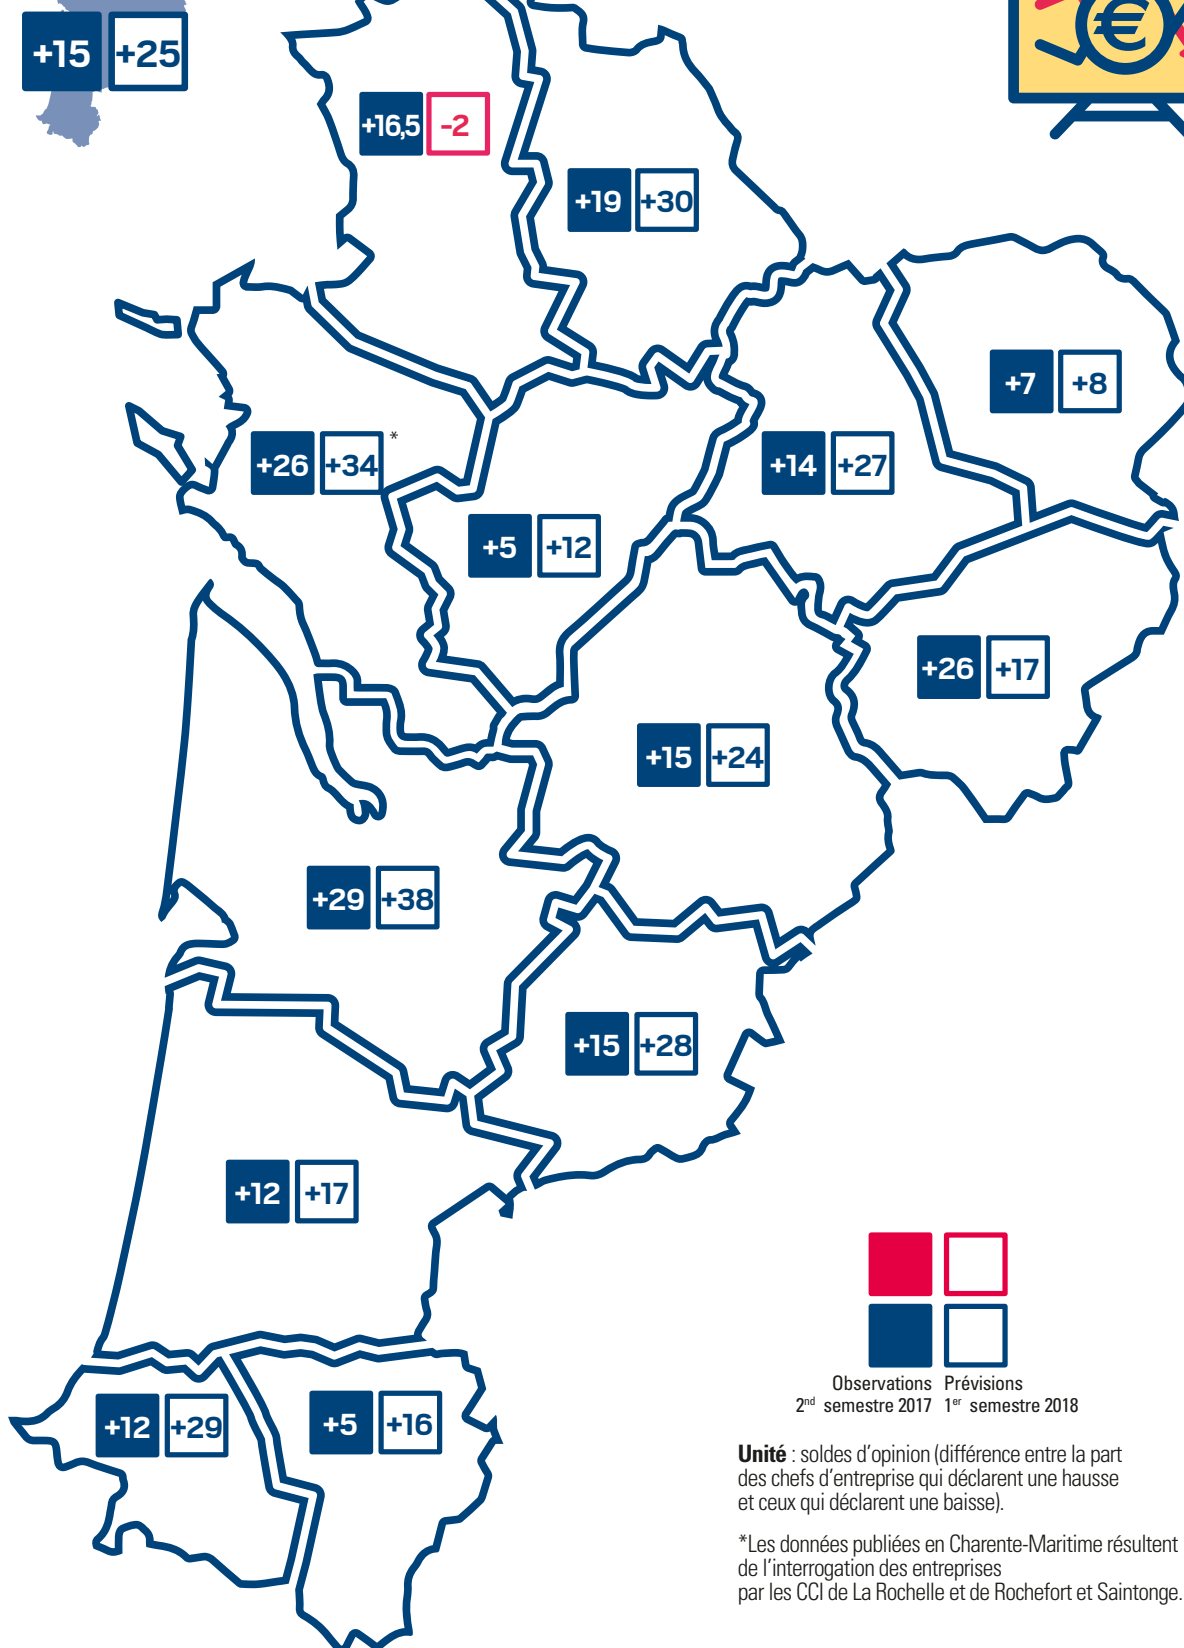 +15 +25
€
+16,5 -2
+19 +30
+7 +8
+26 +34 *
+14 +27
+5 +12
+26 +17
+15 +24
+29 +38
+15 +28
+12 +17
+12 +29
+5 +16
Observations Prévisions
2nd semestre 2017 1er semestre 2018
Unité : soldes d'opinion (différence entre la part
des chefs d'entreprise qui déclarent une hausse
et ceux qui déclarent une baisse).
*Les données publiées en Charente-Maritime résultent
de l'interrogation des entreprises
par les CCI de La Rochelle et de Rochefort et Saintonge.